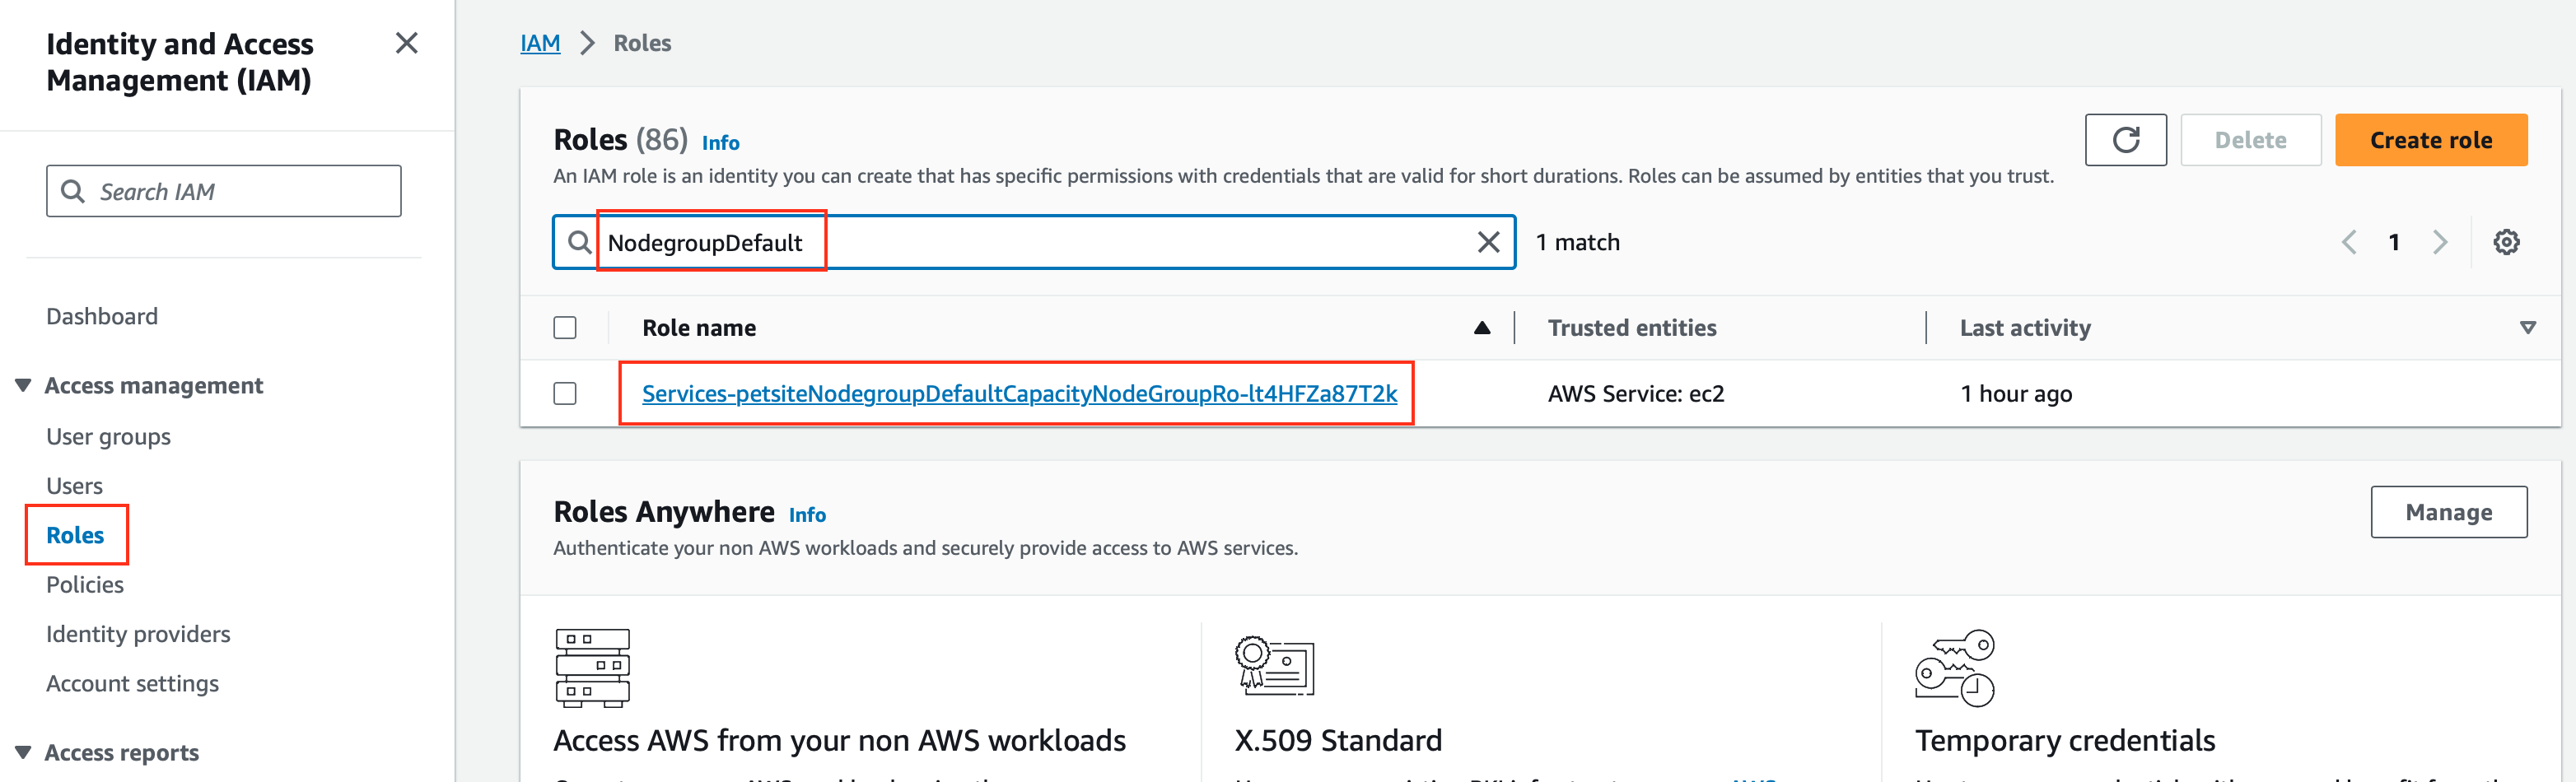 Identity and Access
Management (IAM)
Search IAM
Dashboard
Access management
User groups
Users
Roles
Policies
Identity providers
Account settings
Access reports
IAM
Roles
Roles (86) Info
An IAM role is an identity you can create that has specific permissions with credentials that are valid for short durations. Roles can be assumed by entities that you trust.
Delete
Create role
NodegroupDefault
1 match
1
Role name
Trusted entities
Last activity
Services-petsiteNodegroupDefaultCapacityNodeGroupRo-lt4HFZa87T2k
AWS Service: ec2
1 hour ago
Roles Anywhere Info
Authenticate your non AWS workloads and securely provide access to AWS services.
Manage
Access AWS from your non AWS workloads
X.509 Standard
Temporary credentials